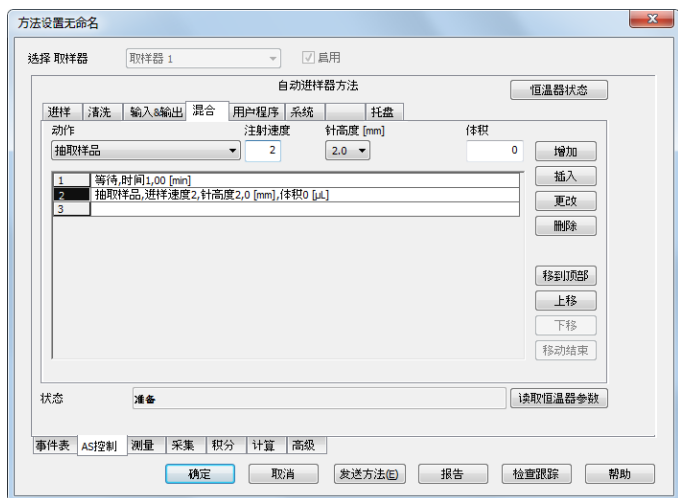 方法设置无命名
选择 取样器 取样器 1 启用
自动进样器方法 恒温器状态
进样 清洗 输入&输出 混合 用户程序 系统 托盘
动作 注射速度 针高度 [mm] 体积
抽取样品 2 2.0 0 增加
1 等待,时间1,00 [min] 插入
2 抽取样品,进样速度2,针高度2,0 [mm],体积0 [µL]
3
更改
删除
移到顶部
上移
下移
移动结束
状态 准备 读取恒温器参数
事件表 AS控制 测量 采集 积分 计算 高级
确定 取消 发送方法(E) 报告 检查跟踪 帮助